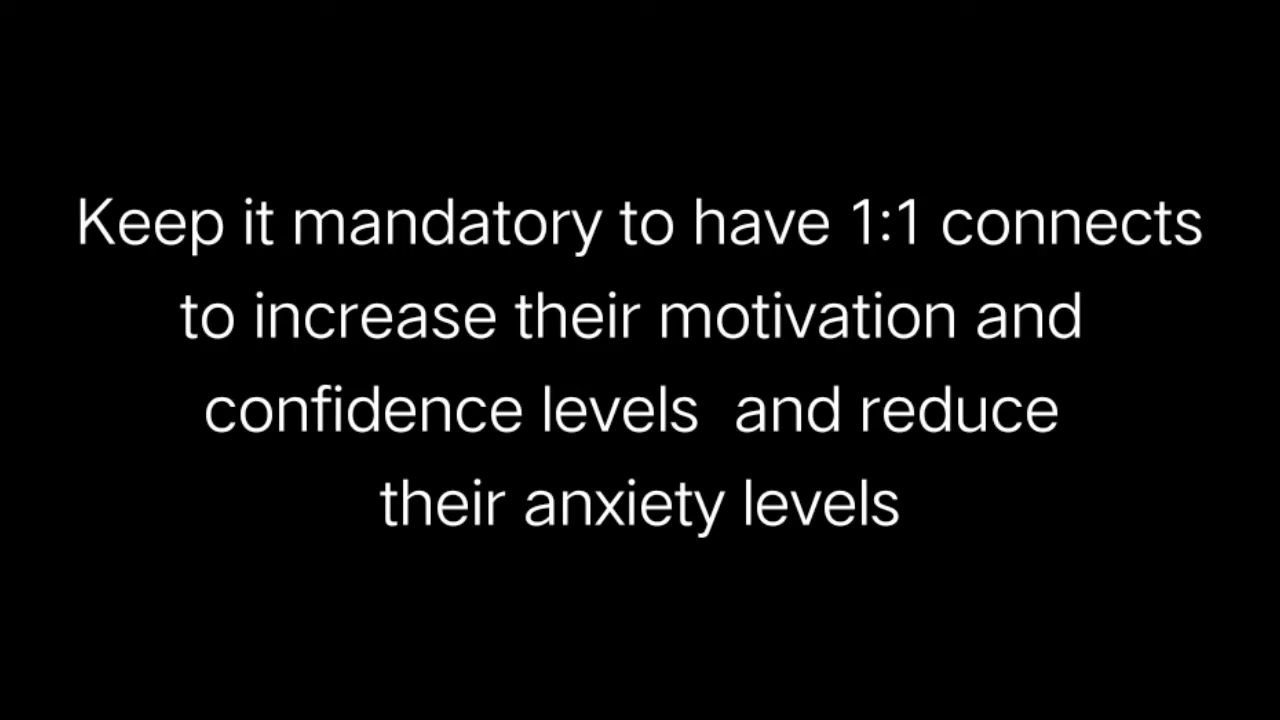 Keep it mandatory to have 1:1 connects
to increase their motivation and
confidence levels  and reduce
their anxiety levels